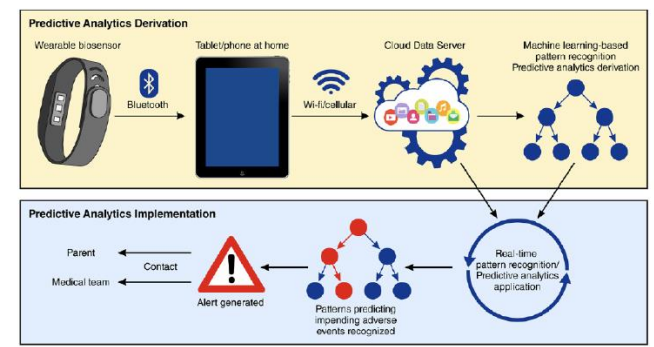 Predictive Analytics Derivation
Wearable biosensor
Tablet/phone at home
Cloud Data Server
Machine learning-based
pattern recognition
Predictive analytics derivation
Bluetooth
Wi-fi/cellular
Predictive Analytics Implementation
Parent
Contact
Medical team
Alert generated
Patterns predicting
impending adverse
events recognized
Real-time
pattern recognition/
Predictive analytics
application